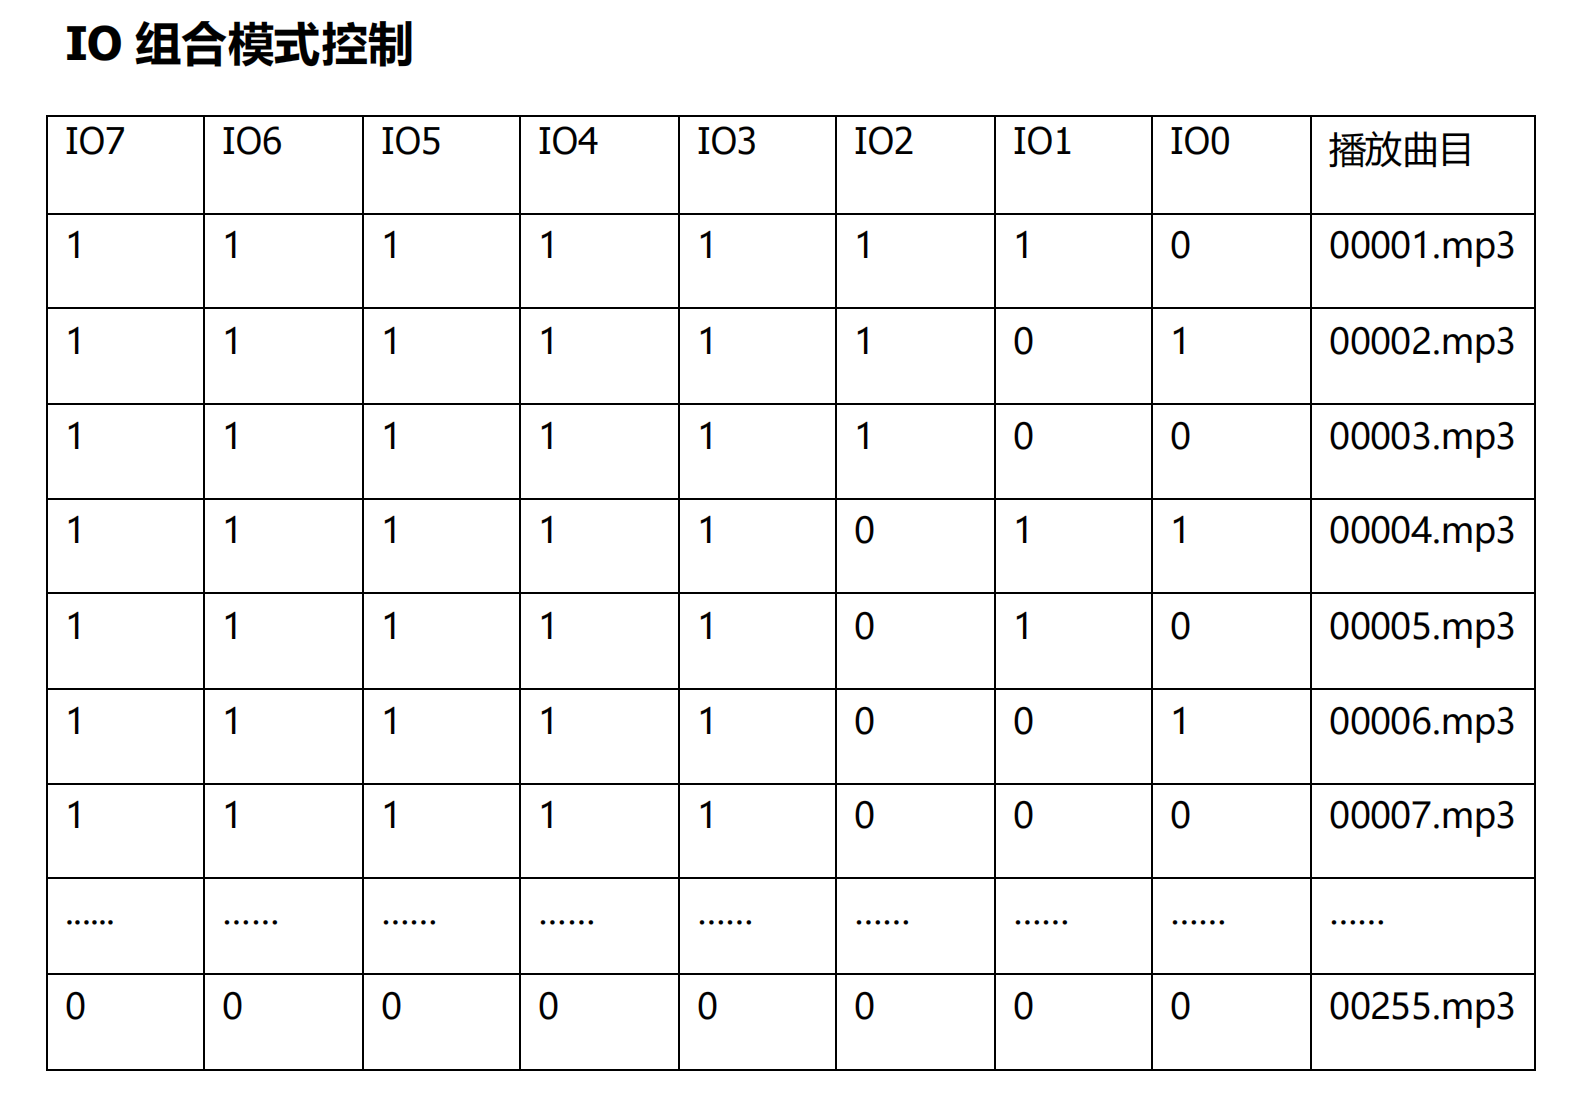 IO 组合模式控制
IO7 IO6 IO5 IO4 IO3 IO2 IO1 IO0 播放曲目
1 1 1 1 1 1 1 0 00001.mp3
1 1 1 1 1 1 0 1 00002.mp3
1 1 1 1 1 1 0 0 00003.mp3
1 1 1 1 1 0 1 1 00004.mp3
1 1 1 1 1 0 1 0 00005.mp3
1 1 1 1 1 0 0 1 00006.mp3
1 1 1 1 1 0 0 0 00007.mp3
...... ...... ...... ...... ...... ...... ...... ...... ......
0 0 0 0 0 0 0 0 00255.mp3